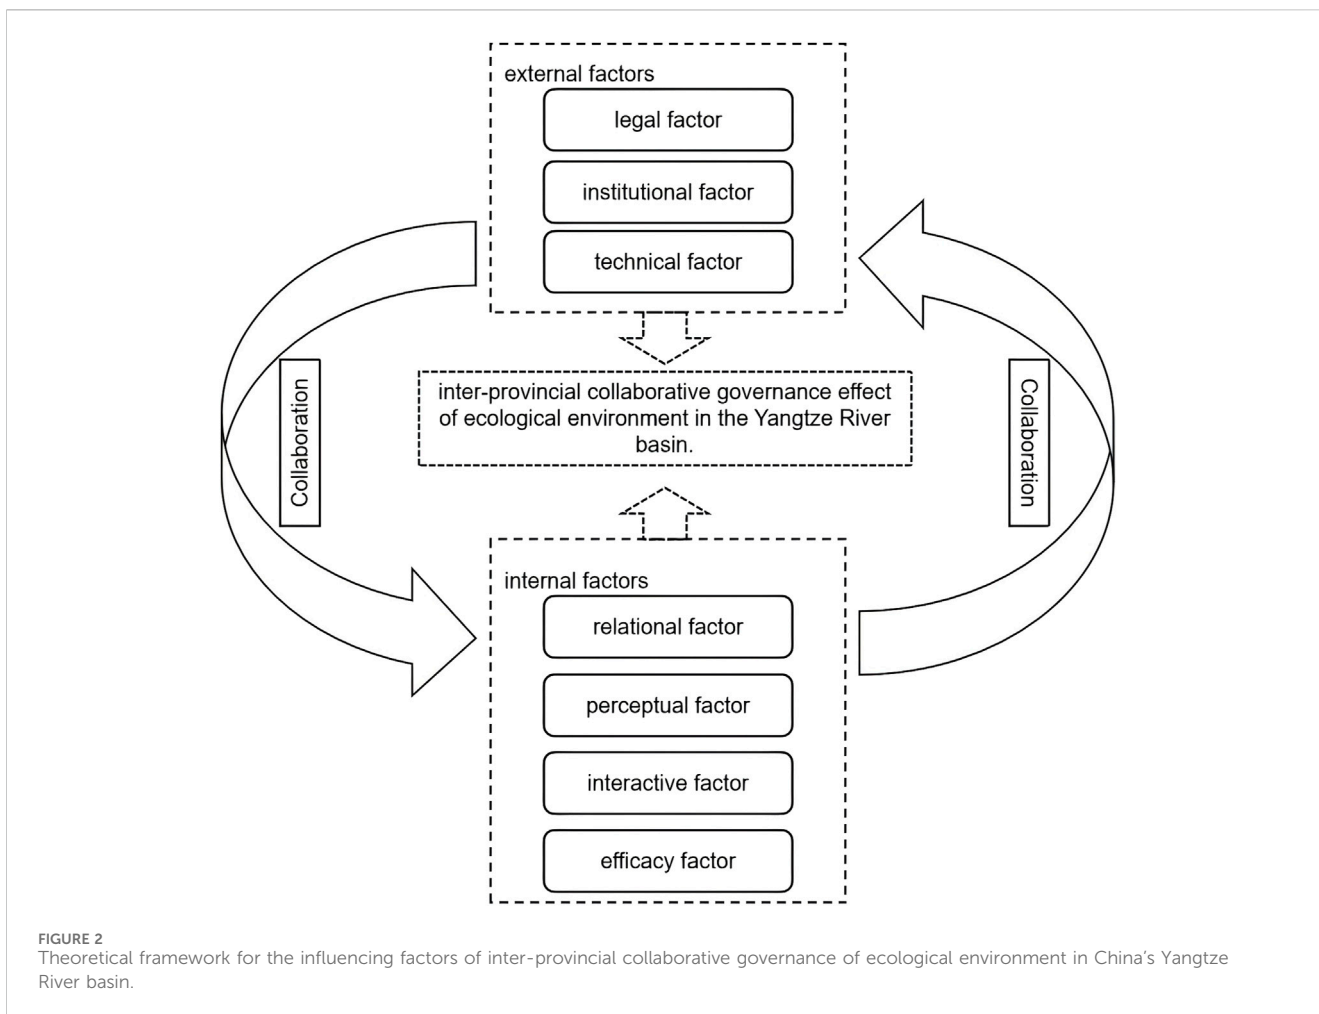 external factors
legal factor
institutional factor
technical factor
Collaboration
inter-provincial collaborative governance effect
of ecological environment in the Yangtze River
basin.
Collaboration
internal factors
relational factor
perceptual factor
interactive factor
efficacy factor
FIGURE 2
Theoretical framework for the influencing factors of inter-provincial collaborative governance of ecological environment in China's Yangtze
River basin.